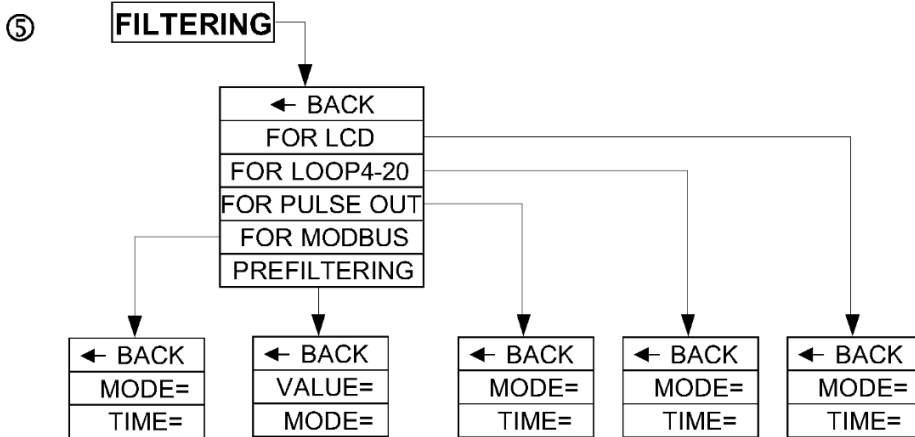 ⑤ FILTERING
← BACK
FOR LCD
FOR LOOP4-20
FOR PULSE OUT
FOR MODBUS
PREFILTERING
← BACK
MODE=
TIME=
← BACK
VALUE=
MODE=
← BACK
MODE=
TIME=
← BACK
MODE=
TIME=
← BACK
MODE=
TIME=